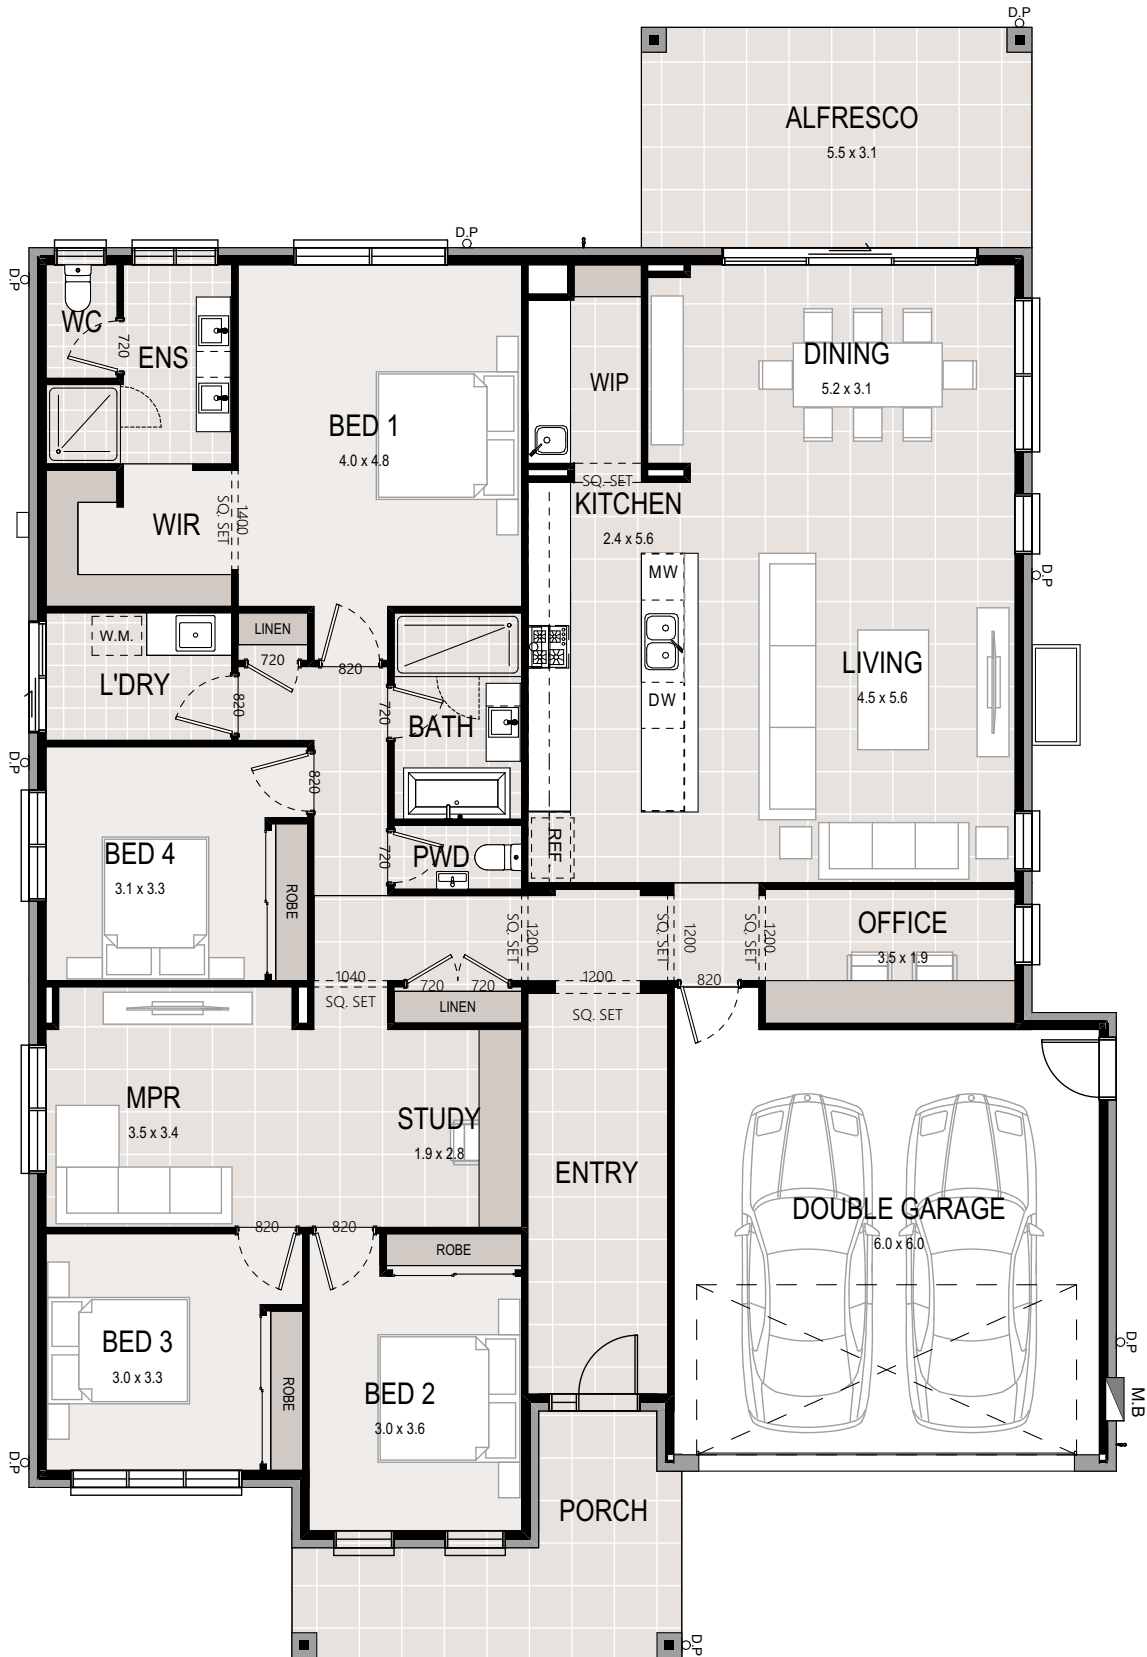 D.P
ALFRESCO
5.5 x 3.1
D.P
D.P
WC
720
ENS
BED 1
4.0 x 4.8
WIP
DINING
5.2 x 3.1
SQ. SET
1400
WIR
SQ. SET
KITCHEN
2.4 x 5.6
MW
D.P
W.M.
LINEN
720
820
L'DRY
820
720
BATH
DW
LIVING
4.5 x 5.6
D.P
820
BED 4
3.1 x 3.3
ROBE
720
PWD
REF
SQ. SET
1200
SQ. SET
1200
SQ. SET
1200
OFFICE
3.5 x 1.9
1040
SQ. SET
720
720
LINEN
1200
SQ. SET
820
MPR
3.5 x 3.4
STUDY
1.9 x 2.8
ENTRY
DOUBLE GARAGE
6.0 x 6.0
820
820
ROBE
BED 3
3.0 x 3.3
ROBE
BED 2
3.0 x 3.6
D.P
M.B
D.P
PORCH
D.P